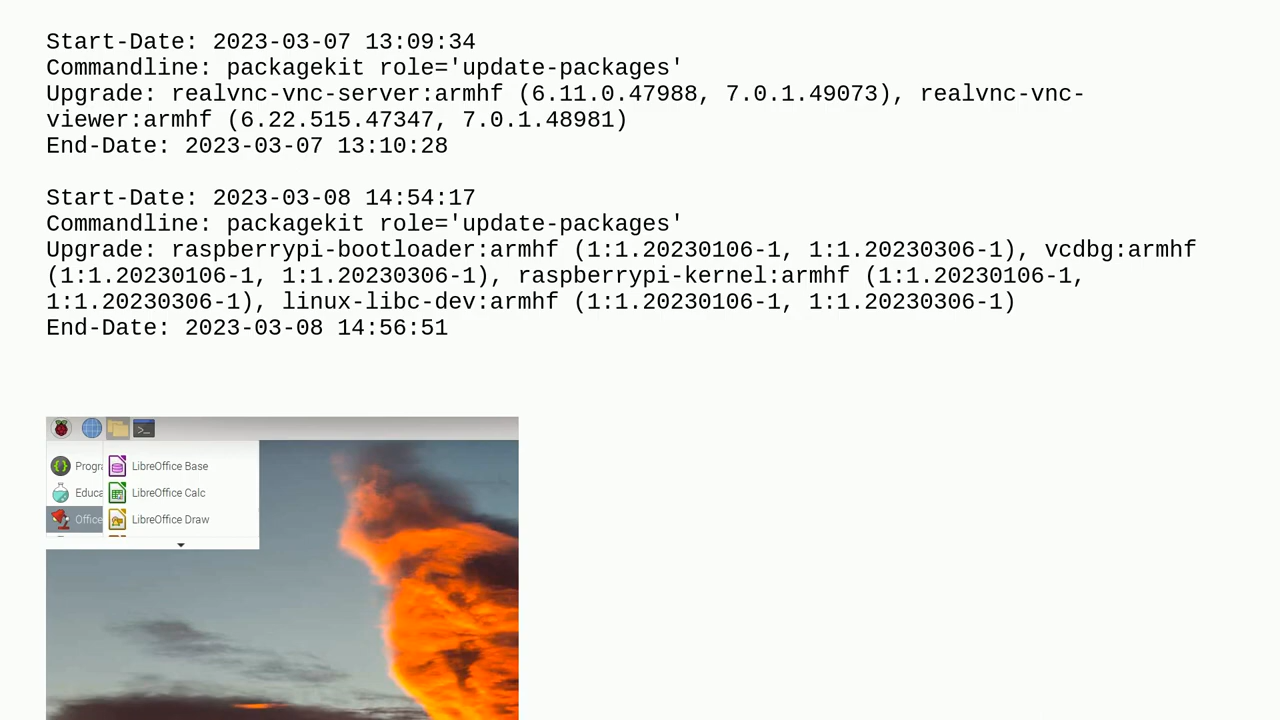 Start-Date: 2023-03-07 13:09:34
Commandline: packagekit role='update-packages'
Upgrade: realvnc-vnc-server:armhf (6.11.0.47988, 7.0.1.49073), realvnc-vnc-
viewer:armhf (6.22.515.47347, 7.0.1.48981)
End-Date: 2023-03-07 13:10:28
Start-Date: 2023-03-08 14:54:17
Commandline: packagekit role='update-packages'
Upgrade: raspberrypi-bootloader:armhf (1:1.20230106-1, 1:1.20230306-1), vcdbg:armhf
(1:1.20230106-1, 1:1.20230306-1), raspberrypi-kernel:armhf (1:1.20230106-1,
1:1.20230306-1), linux-libc-dev:armhf (1:1.20230106-1, 1:1.20230306-1)
End-Date: 2023-03-08 14:56:51
Progra LibreOffice Base
Educa LibreOffice Calc
Office LibreOffice Draw